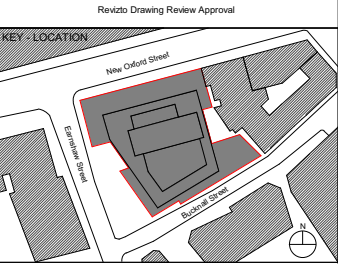 Revizto Drawing Review Approval
KEY - LOCATION
New Oxford Street
Earnshaw Street
Bucknall Street
N